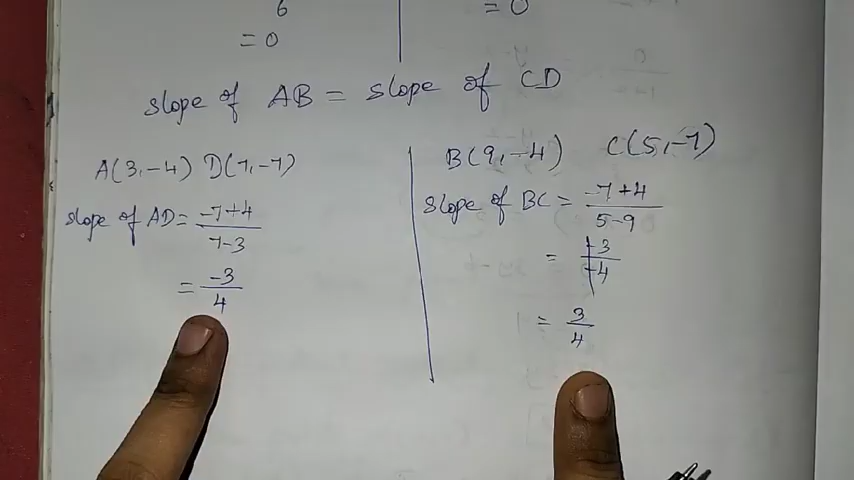 6
= 0
= 0
slope of AB = slope of CD
A(3,-4) D(7,-7)
slope of AD = -7+4
7-3
= -3
4
B(9,-4) C(5,-7)
slope of BC = -7+4
5-9
= -3
-4
= 3
4